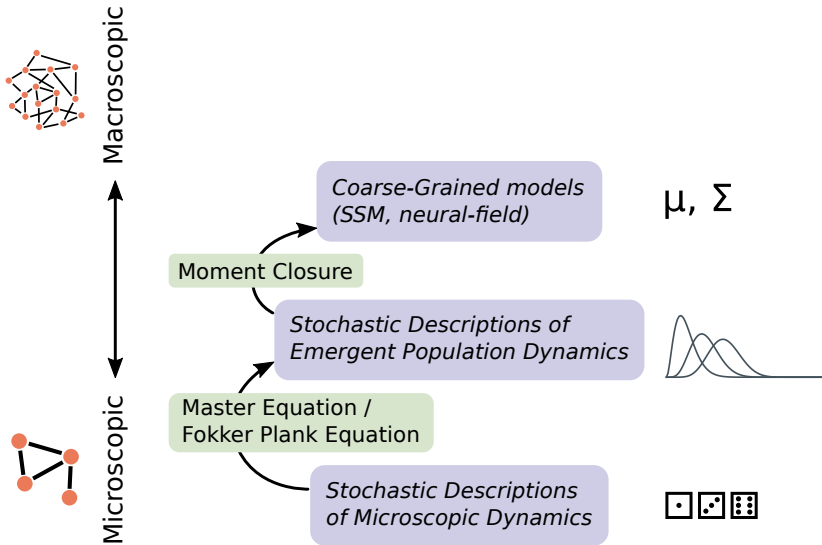 Macroscopic
Coarse-Grained models
(SSM, neural-field)
μ, Σ
Moment Closure
Stochastic Descriptions of
Emergent Population Dynamics
Master Equation /
Fokker Plank Equation
Microscopic
Stochastic Descriptions
of Microscopic Dynamics